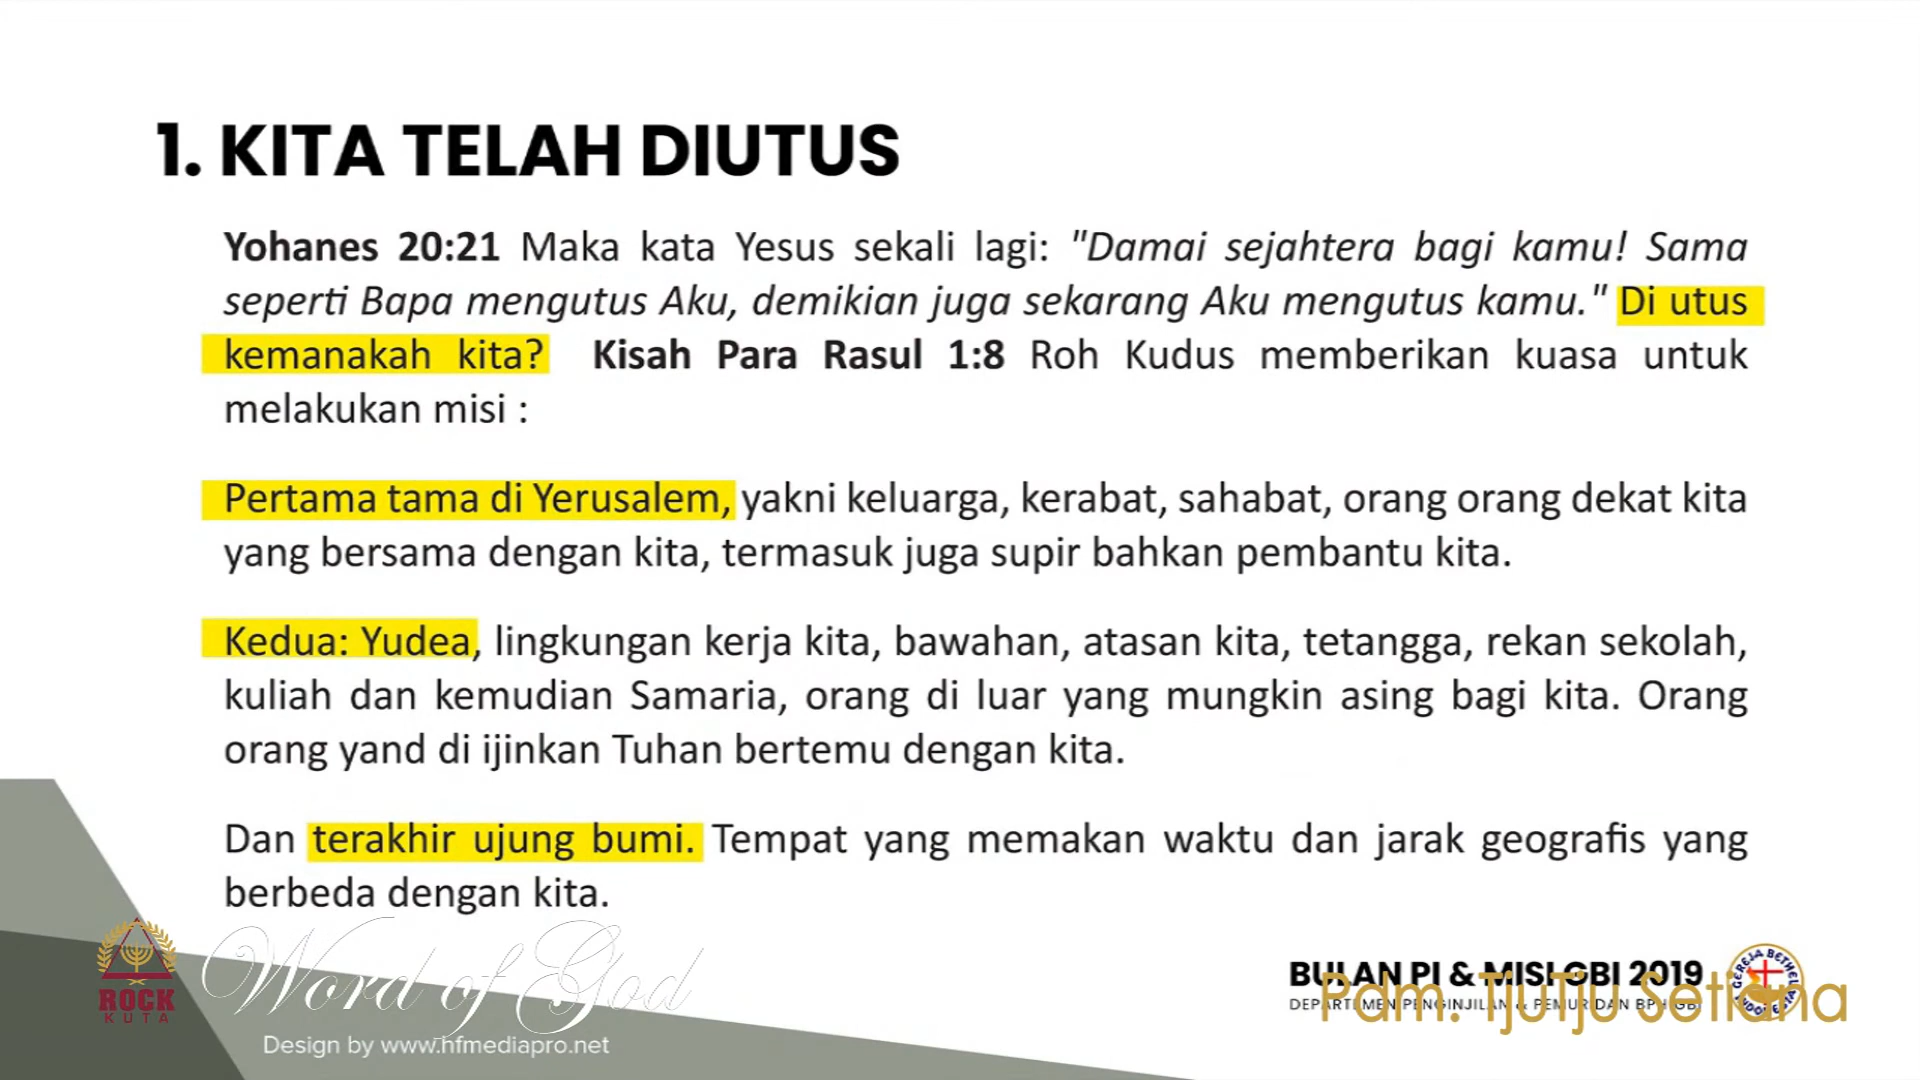 1. KITA TELAH DIUTUS
Yohanes 20:21 Maka kata Yesus sekali lagi: "Damai sejahtera bagi kamu! Sama
seperti Bapa mengutus Aku, demikian juga sekarang Aku mengutus kamu." Di utus
kemanakah kita? Kisah Para Rasul 1:8 Roh Kudus memberikan kuasa untuk
melakukan misi :
Pertama tama di Yerusalem, yakni keluarga, kerabat, sahabat, orang orang dekat kita
yang bersama dengan kita, termasuk juga supir bahkan pembantu kita.
Kedua: Yudea, lingkungan kerja kita, bawahan, atasan kita, tetangga, rekan sekolah,
kuliah dan kemudian Samaria, orang di luar yang mungkin asing bagi kita. Orang
orang yand di ijinkan Tuhan bertemu dengan kita.
Dan terakhir ujung bumi. Tempat yang memakan waktu dan jarak geografis yang
berbeda dengan kita.
ROCK
KUTA
Word of God
Design by www.hfmediapro.net
BULAN PI & MISI GBI 2019
DEPARTEMEN PENGINJILAN & PEMURIDAN BPH GBI
Pdm. TjuTju Setiana
GEREJA BETHEL
INDONESIA